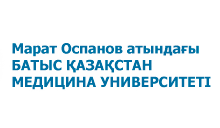 Марат Оспанов атындағы
БАТЫС ҚАЗАҚСТАН
МЕДИЦИНА УНИВЕРСИТЕТІ